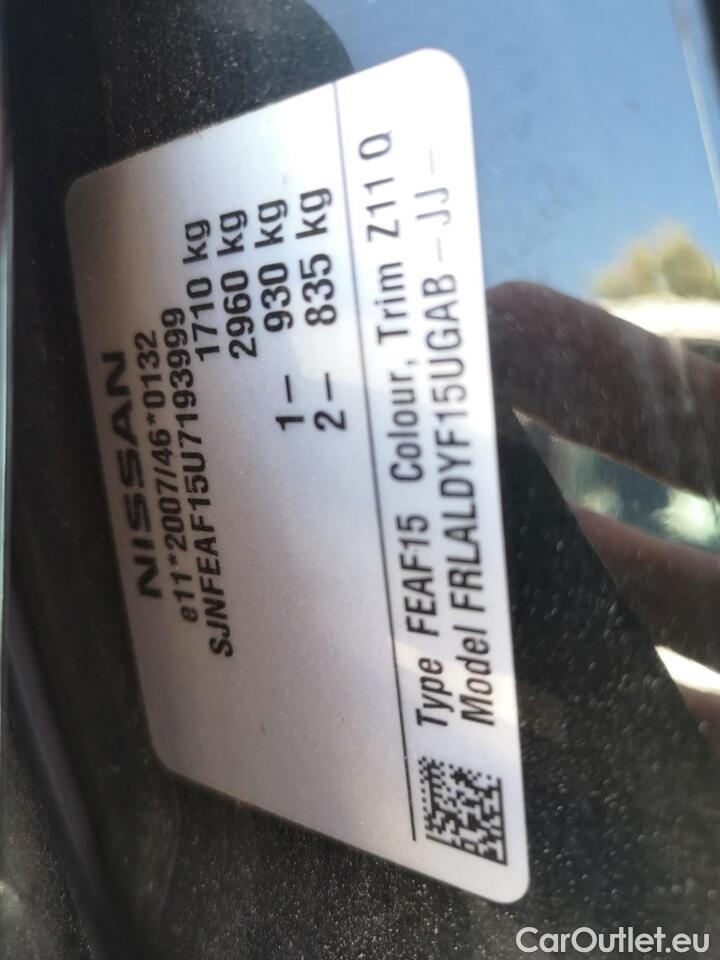 NISSAN
e11*2007/46*0132
SJNFEAF15U7193999
1710 kg
2960 kg
1– 930 kg
2– 835 kg
Type FEAF15 Colour, Trim Z11 Q
Model FRLALDYF15UGAB – JJ –
CarOutlet.eu